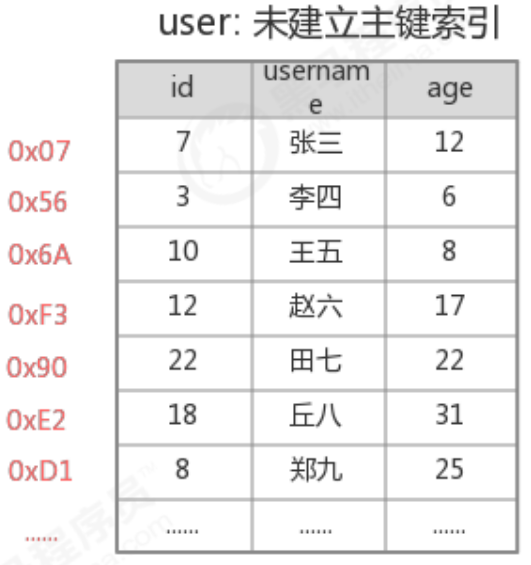 user: 未建立主键索引
id usernam
e age
0x07 7 张三 12
0x56 3 李四 6
0x6A 10 王五 8
0xF3 12 赵六 17
0x90 22 田七 22
0xE2 18 丘八 31
0xD1 8 郑九 25
...... ...... ...... ......